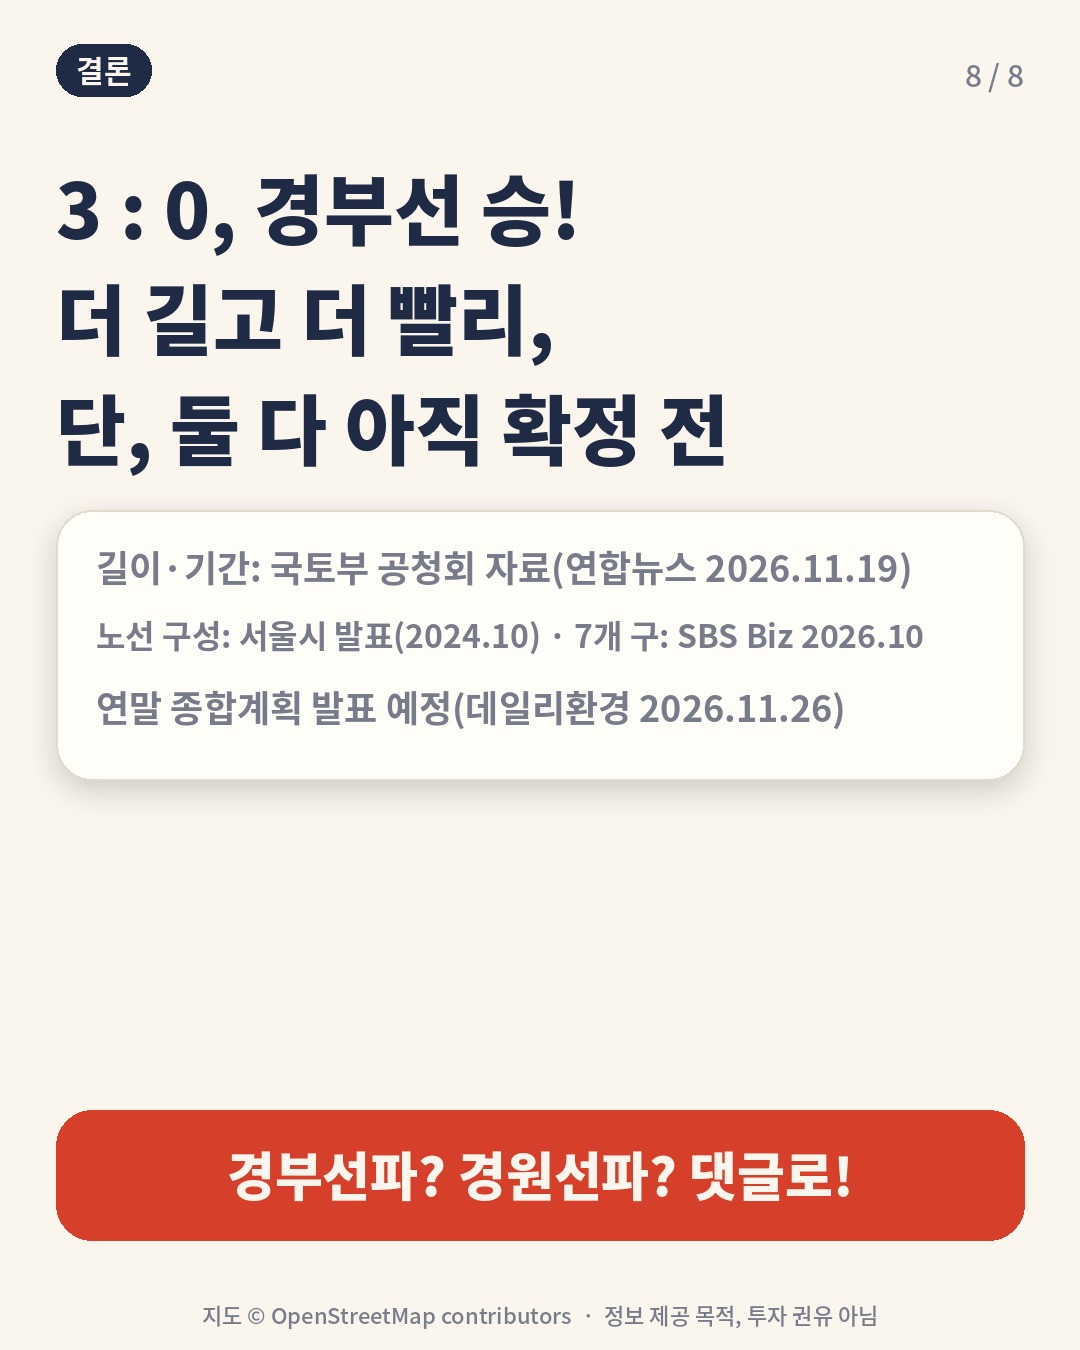 결론
8 / 8
3 : 0, 경부선 승!
더 길고 더 빨리,
단, 둘 다 아직 확정 전
길이·기간: 국토부 공청회 자료(연합뉴스 2026.11.19)
노선 구성: 서울시 발표(2024.10) · 7개 구: SBS Biz 2026.10
연말 종합계획 발표 예정(데일리환경 2026.11.26)
경부선파? 경원선파? 댓글로!
지도 © OpenStreetMap contributors · 정보 제공 목적, 투자 권유 아님